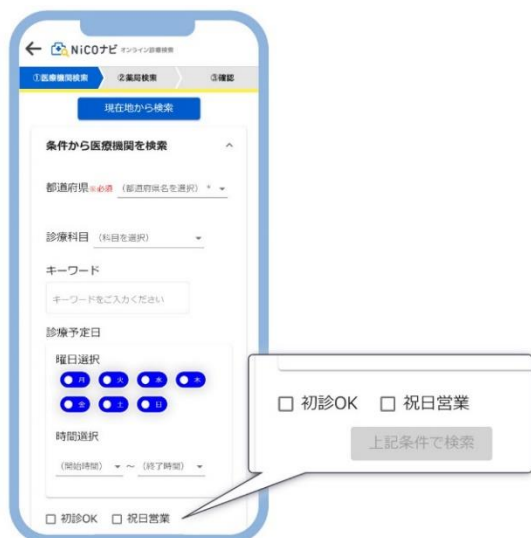 ← NiCOナビ オンライン診療検索
①医療機関検索 ②薬局検索 ③確認
現在地から検索
条件から医療機関を検索
都道府県※必須 (都道府県名を選択) *
診療科目 (科目を選択)
キーワード
キーワードをご入力ください
診療予定日
曜日選択
月 火 水 木
金 土 日
時間選択
(開始時間) ～ (終了時間)
初診OK 祝日営業
初診OK 祝日営業
上記条件で検索